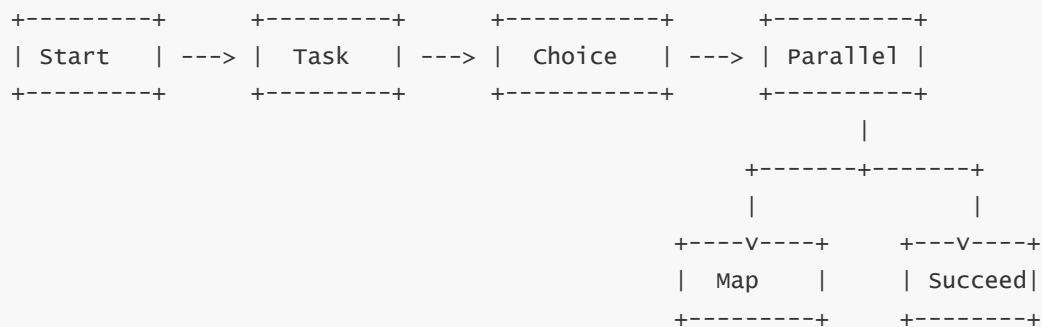 +---------+      +---------+      +-----------+      +----------+
| Start   | ---> |  Task   | ---> |  Choice   | ---> | Parallel |
+---------+      +---------+      +-----------+      +----------+
                                                            |
                                                    +-------+-------+
                                                    |               |
                                               +----v----+     +---v----+
                                               |  Map    |     | Succeed|
                                               +---------+     +--------+